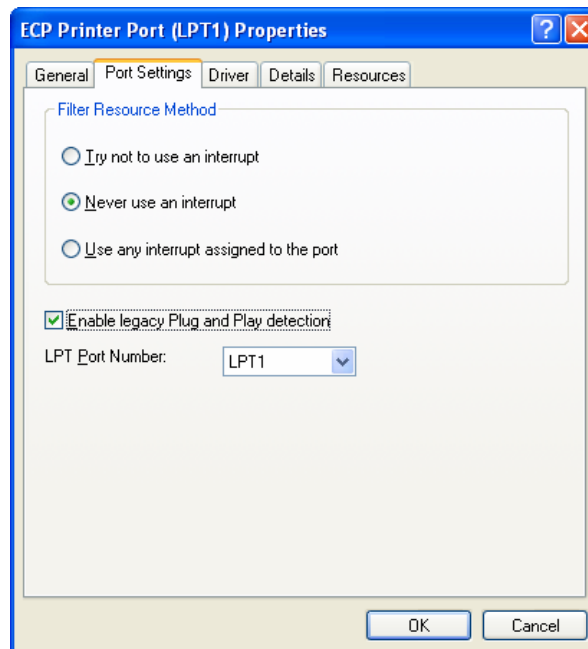 ECP Printer Port (LPT1) Properties
General Port Settings Driver Details Resources
Filter Resource Method
Try not to use an interrupt
Never use an interrupt
Use any interrupt assigned to the port
Enable legacy Plug and Play detection
LPT Port Number: LPT1
OK Cancel